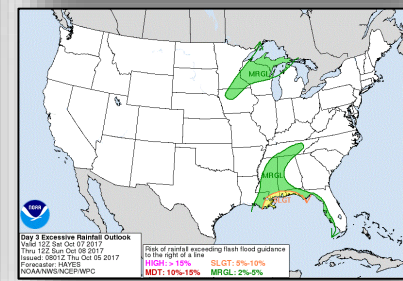 MRGL
MRGL
SLGT
NOAA
Day 3 Excessive Rainfall Outlook
Valid 12Z Sat Oct 07 2017
Thru 12Z Sun Oct 08 2017
Issued: 0801Z Thu Oct 05 2017
Forecaster: HAYES
NOAA/NWS/NCEP/WPC
Risk of rainfall exceeding flash flood guidance
to the right of a line
HIGH: > 15% SLGT: 5%-10%
MDT: 10%-15% MRGL: 2%-5%